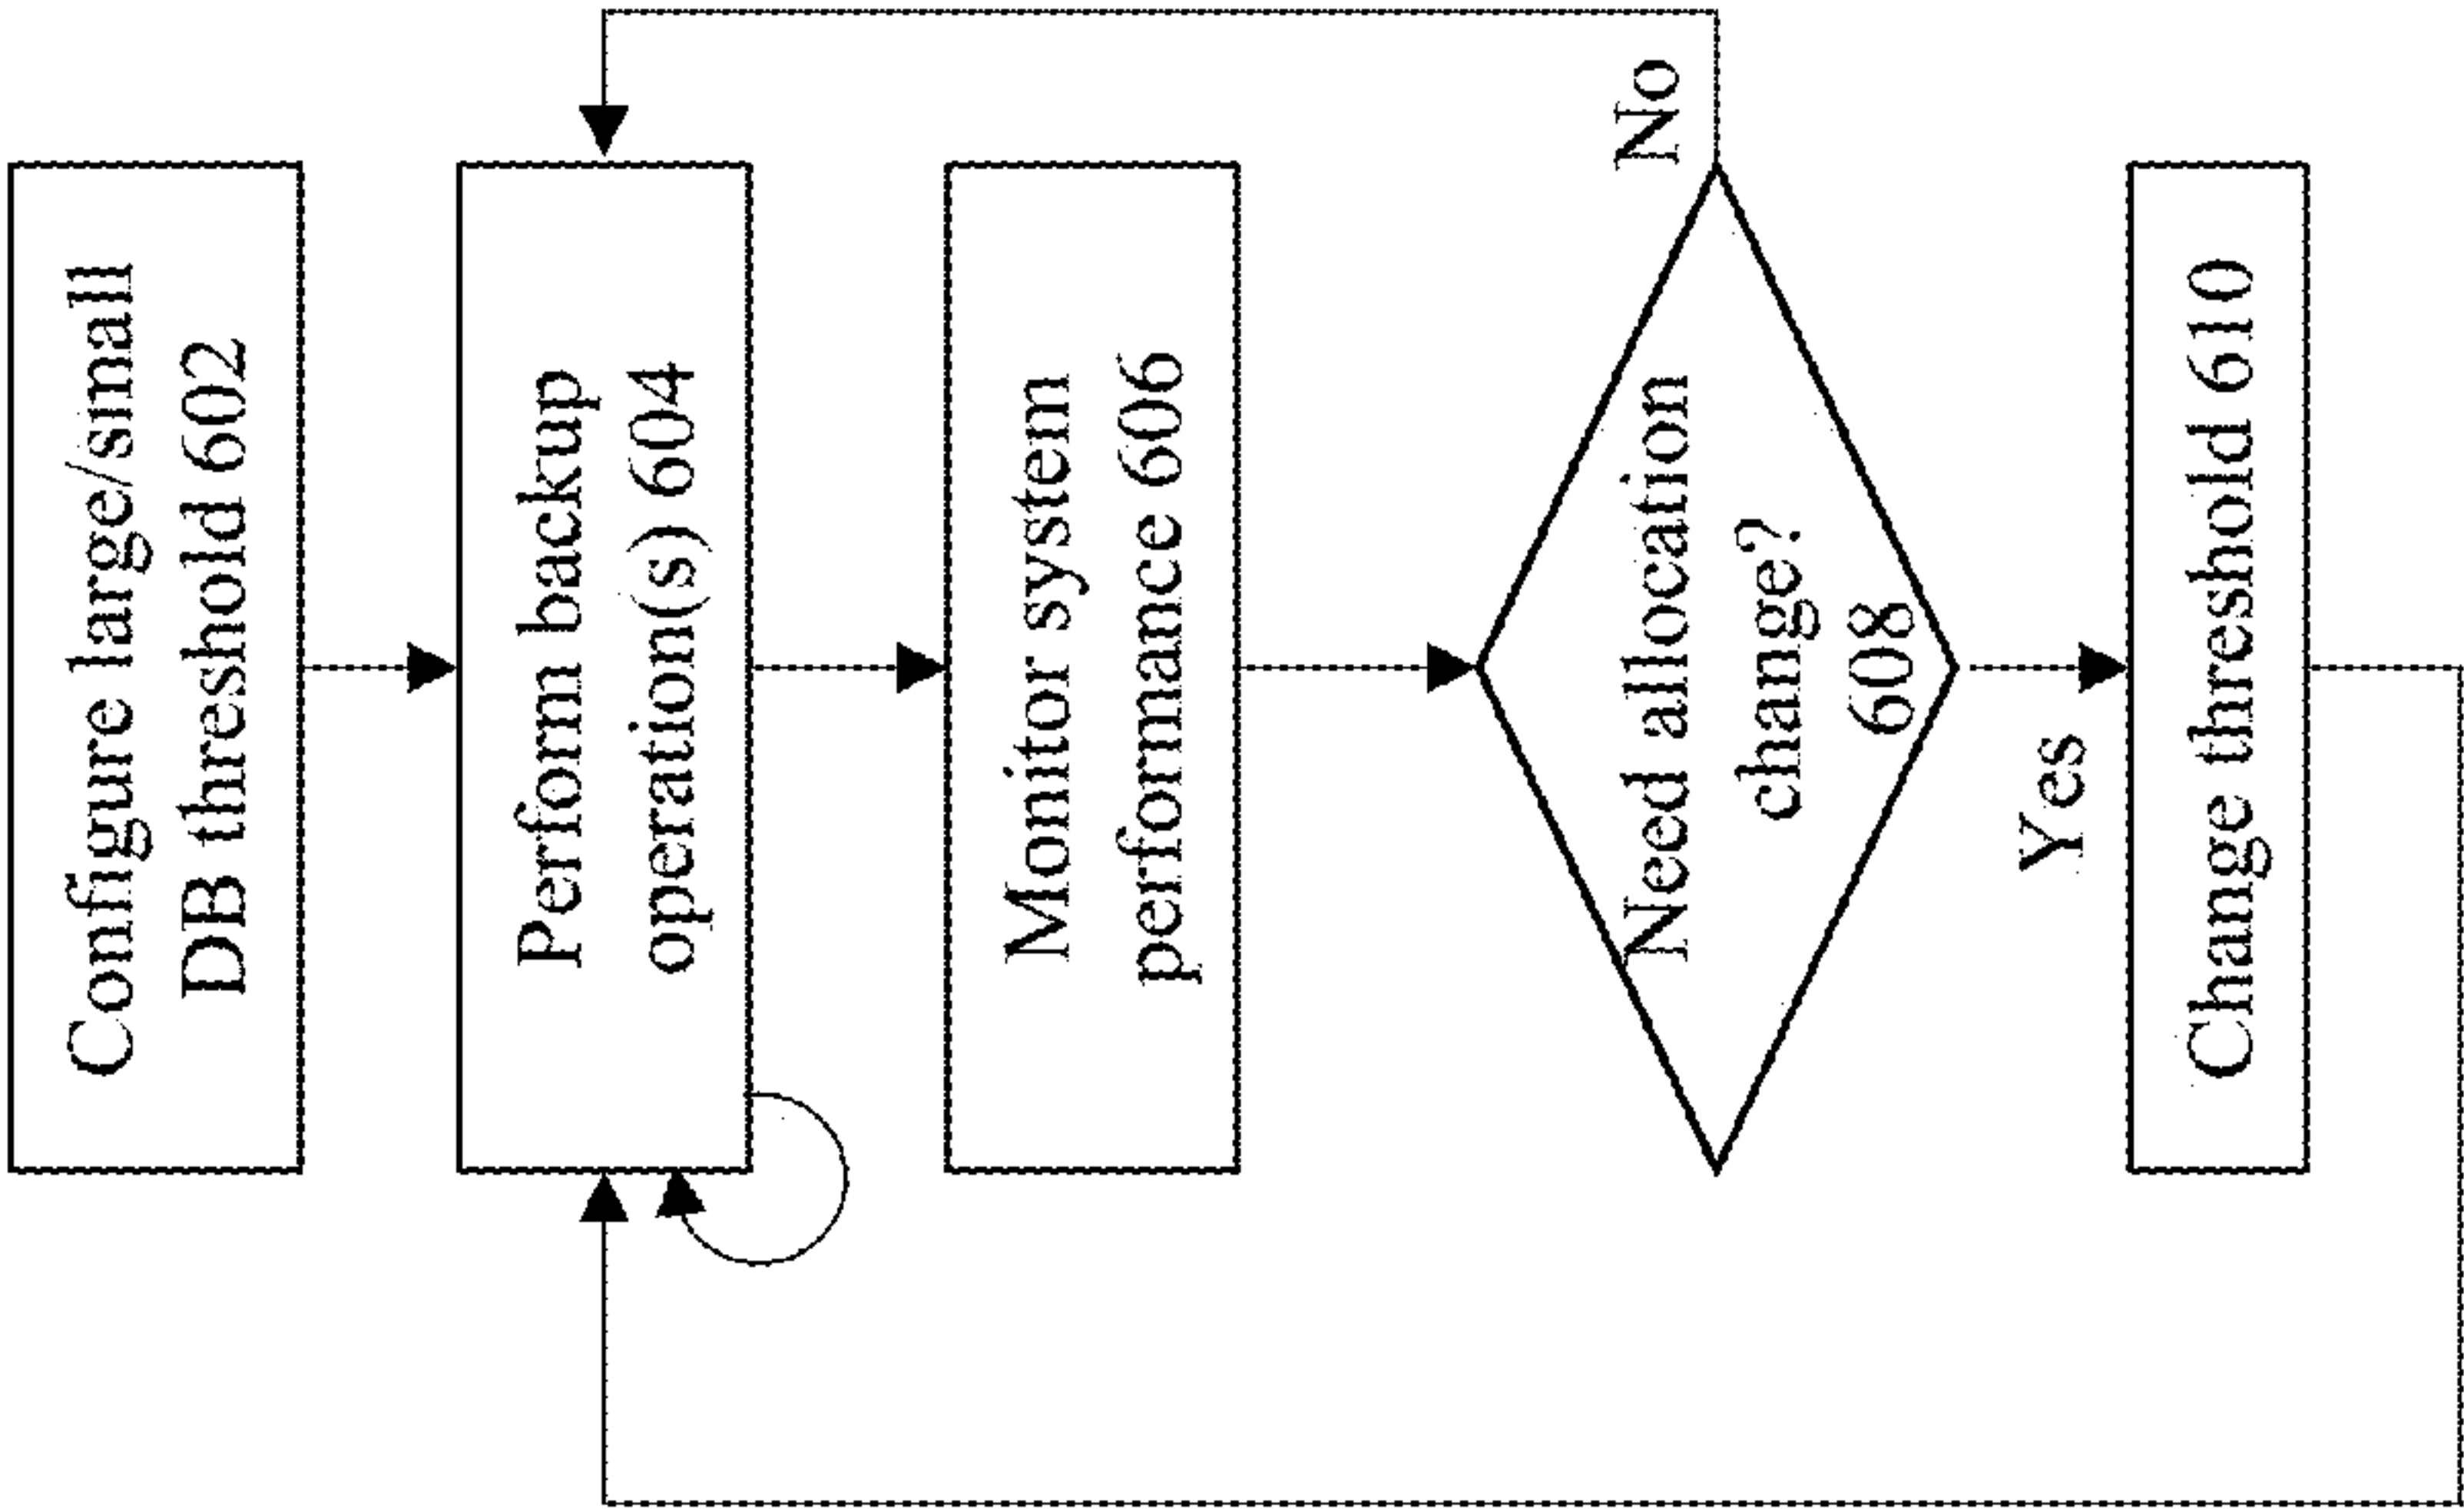 Configure large/small
DB threshold 602
Perform backup
operation(s) 604
Monitor system
performance 606
Need allocation
change?
608
No
Yes
Change threshold 610